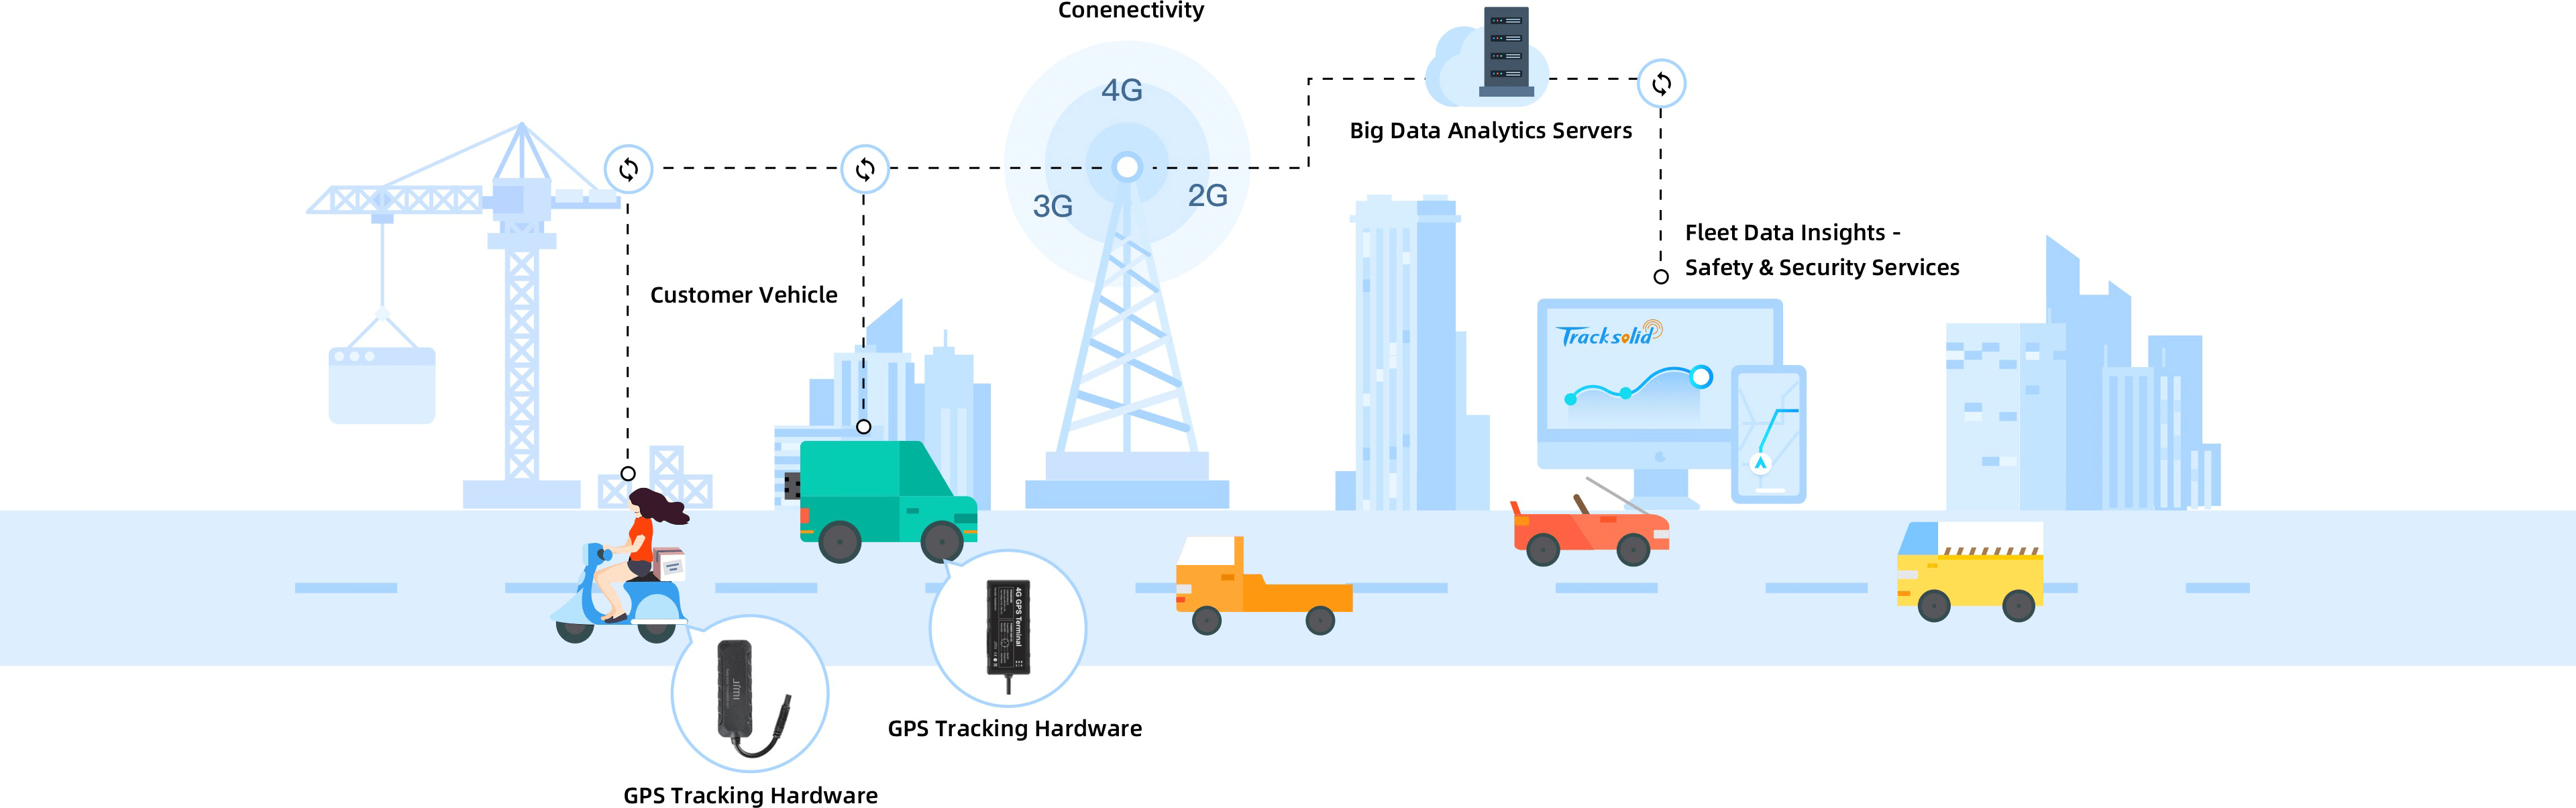 Conenectivity
4G
3G
2G
Big Data Analytics Servers
Fleet Data Insights -
Safety & Security Services
Customer Vehicle
Tracksolid
4G GPS Terminal
JIMI
GPS Tracking Hardware
GPS Tracking Hardware